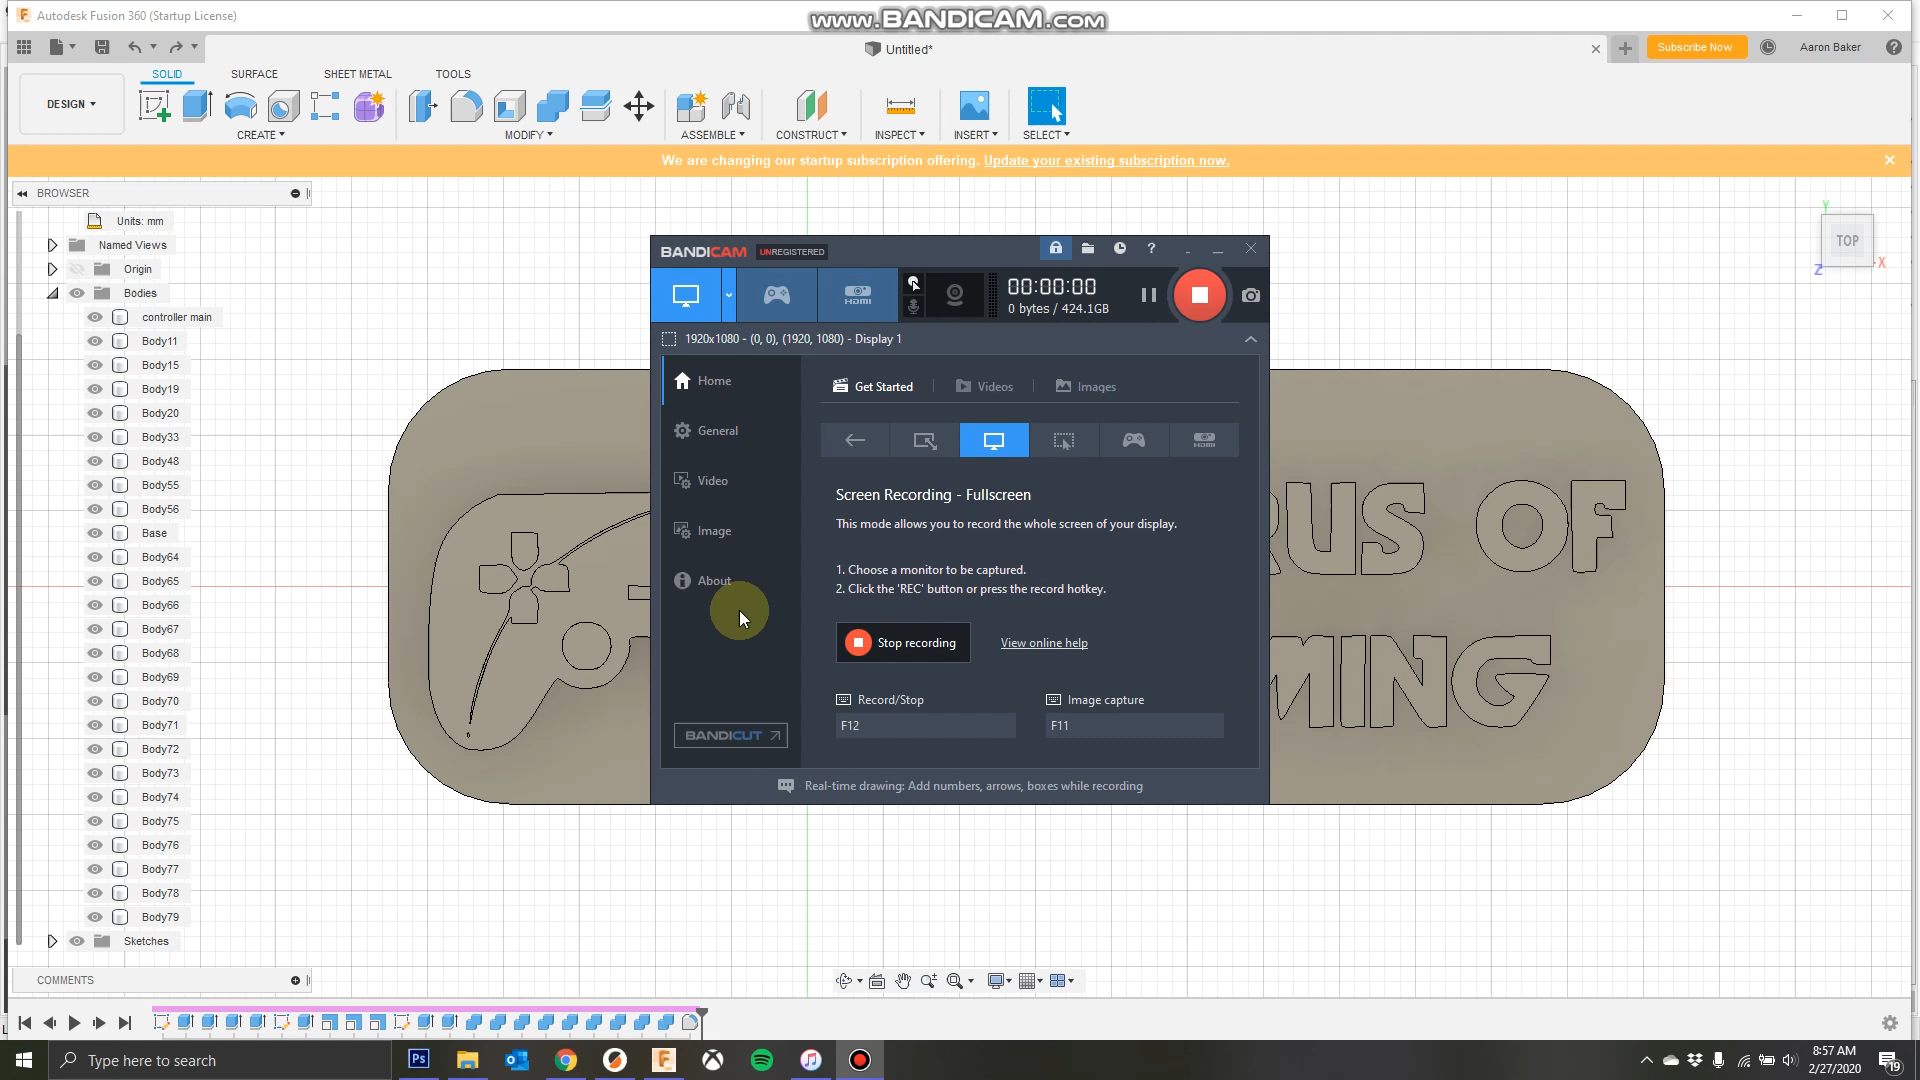 Autodesk Fusion 360 (Startup License)
www.BANDICAM.com
Untitled*
Subscribe Now
Aaron Baker
SOLID
SURFACE
SHEET METAL
TOOLS
DESIGN
CREATE
MODIFY
ASSEMBLE
CONSTRUCT
INSPECT
INSERT
SELECT
We are changing our startup subscription offering. Update your existing subscription now.
BROWSER
Units: mm
Named Views
Origin
Bodies
controller main
Body11
Body15
Body19
Body20
Body33
Body48
Body55
Body56
Base
Body64
Body65
Body66
Body67
Body68
Body69
Body70
Body71
Body72
Body73
Body74
Body75
Body76
Body77
Body78
Body79
Sketches
COMMENTS
TOP
Y
X
Z
BANDICAM UNREGISTERED
HDMI
00:00:00
0 bytes / 424.1GB
1920x1080 - (0, 0), (1920, 1080) - Display 1
Home
General
Video
Image
About
BANDICUT
Get Started
Videos
Images
HDMI
Screen Recording - Fullscreen
This mode allows you to record the whole screen of your display.
1. Choose a monitor to be captured.
2. Click the 'REC' button or press the record hotkey.
Stop recording
View online help
Record/Stop
Image capture
F12
F11
Real-time drawing: Add numbers, arrows, boxes while recording
RUS OF
MING
Type here to search
Ps
8:57 AM
2/27/2020
19